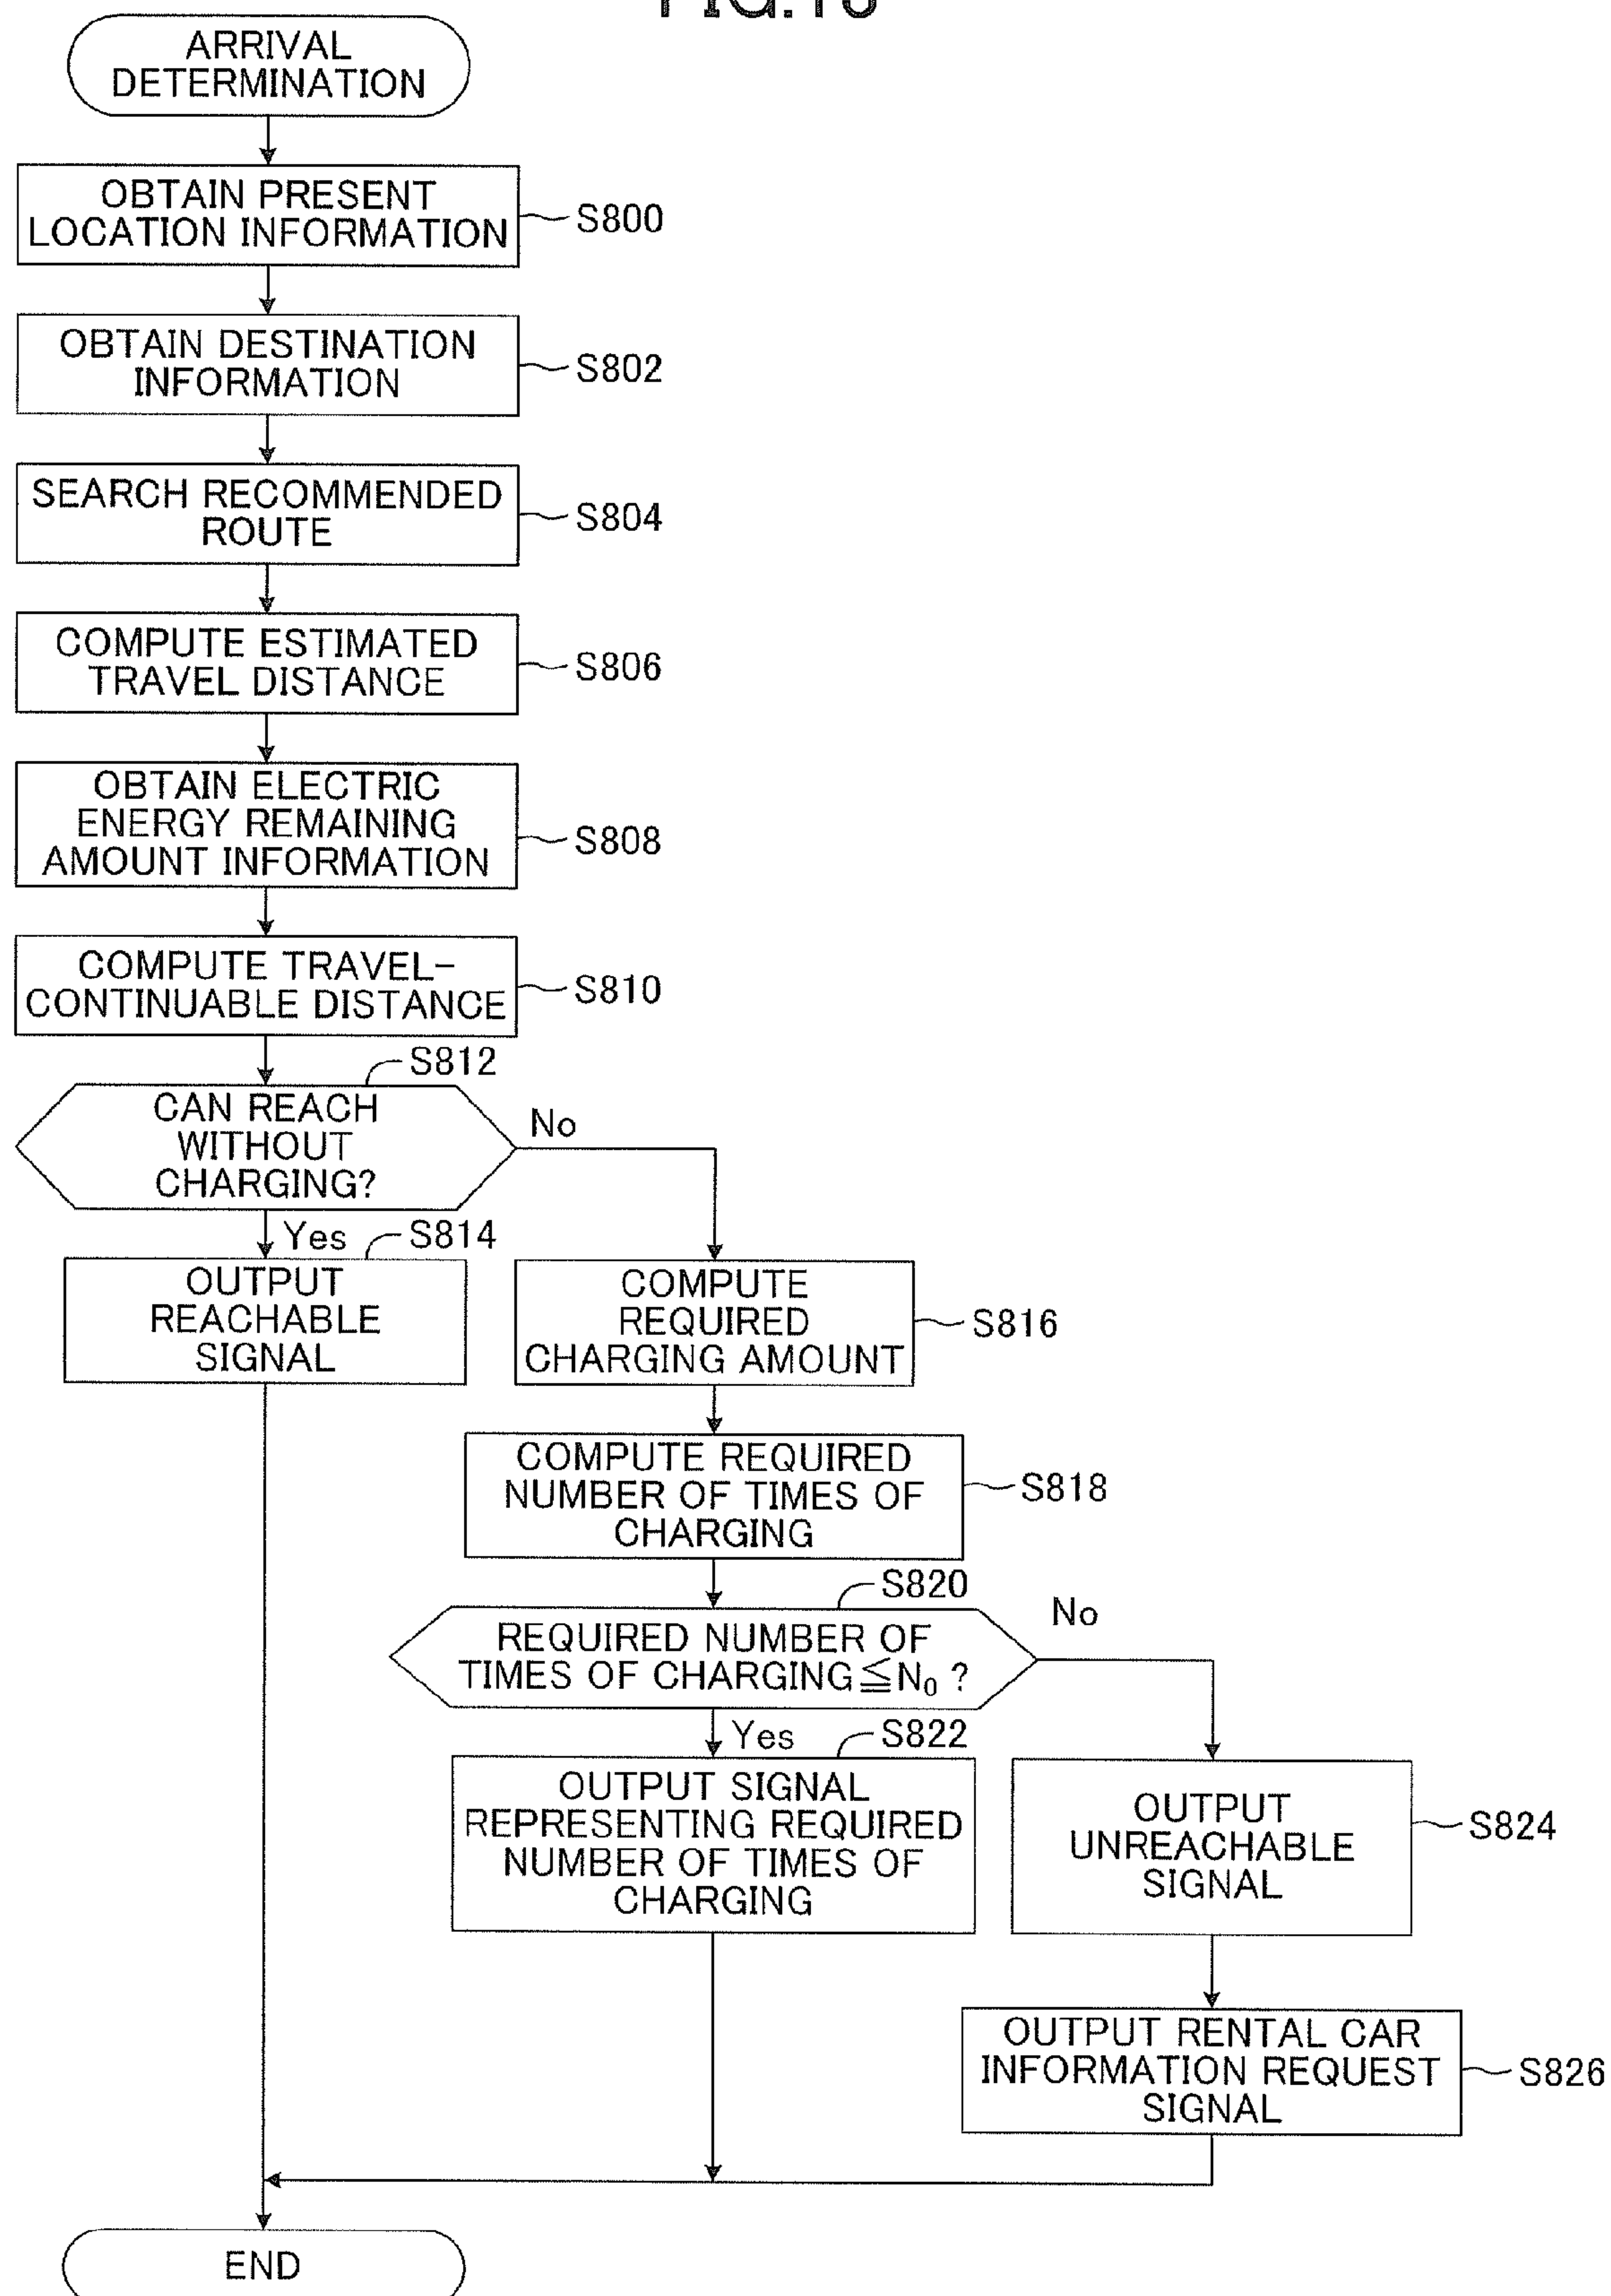 ARRIVAL
DETERMINATION
OBTAIN PRESENT
LOCATION INFORMATION
S800
OBTAIN DESTINATION
INFORMATION
S802
SEARCH RECOMMENDED
ROUTE
S804
COMPUTE ESTIMATED
TRAVEL DISTANCE
S806
OBTAIN ELECTRIC
ENERGY REMAINING
AMOUNT INFORMATION
S808
COMPUTE TRAVEL-
CONTINUABLE DISTANCE
S810
S812
CAN REACH
WITHOUT
CHARGING?
No
Yes
S814
OUTPUT
REACHABLE
SIGNAL
COMPUTE
REQUIRED
CHARGING AMOUNT
S816
COMPUTE REQUIRED
NUMBER OF TIMES OF
CHARGING
S818
S820
REQUIRED NUMBER OF
TIMES OF CHARGING≦N₀ ?
No
Yes
S822
OUTPUT SIGNAL
REPRESENTING REQUIRED
NUMBER OF TIMES OF
CHARGING
OUTPUT
UNREACHABLE
SIGNAL
S824
OUTPUT RENTAL CAR
INFORMATION REQUEST
SIGNAL
S826
END